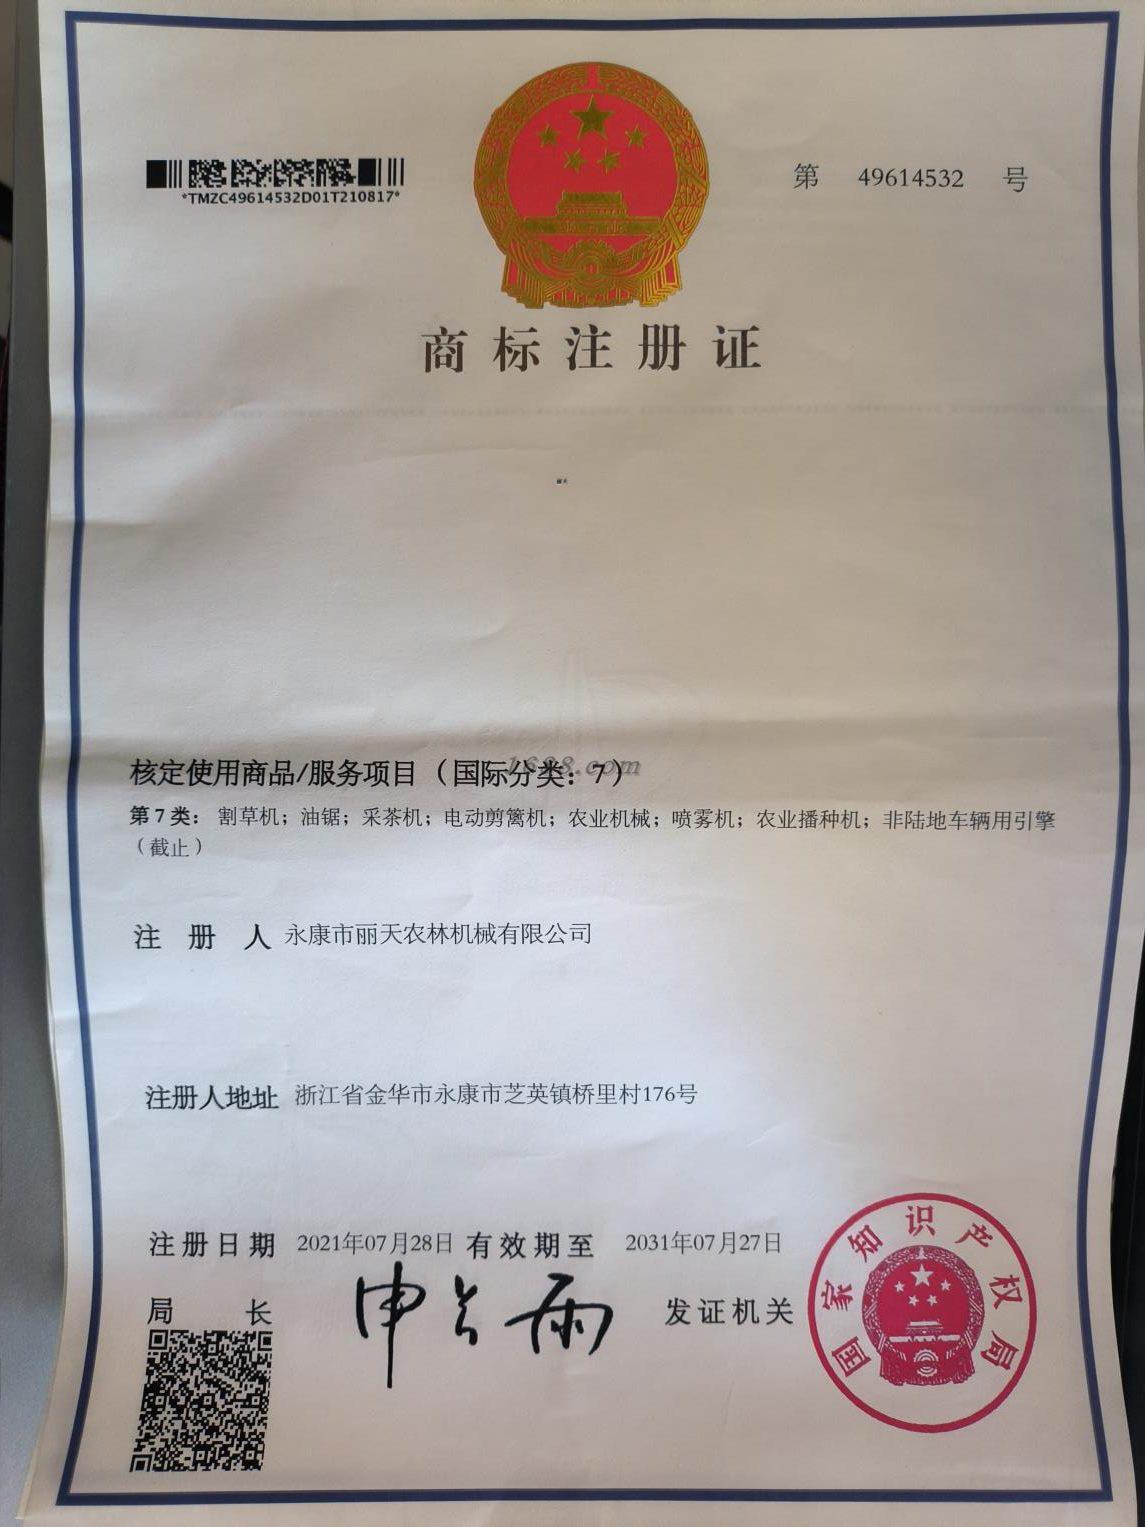 第 49614532 号
*TMZC49614532D01T210817*
商标注册证
核定使用商品/服务项目（国际分类：7）
1688.com
第7类：割草机；油锯；采茶机；电动剪篱机；农业机械；喷雾机；农业播种机；非陆地车辆用引擎
（截止）
注册人 永康市丽天农林机械有限公司
注册人地址 浙江省金华市永康市芝英镇桥里村176号
注册日期 2021年07月28日 有效期至 2031年07月27日
局长 申长雨 发证机关
国家知识产权局